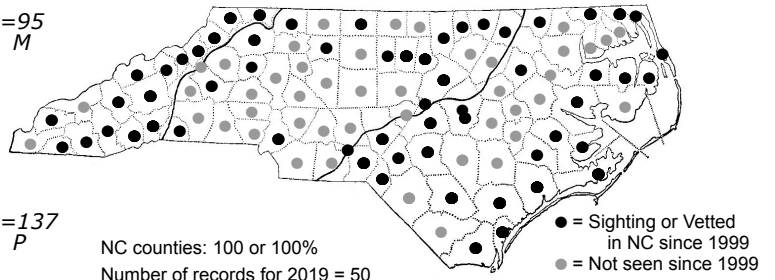 =95
M
=137
P
NC counties: 100 or 100%
Number of records for 2019 = 50
= Sighting or Vetted
in NC since 1999
= Not seen since 1999